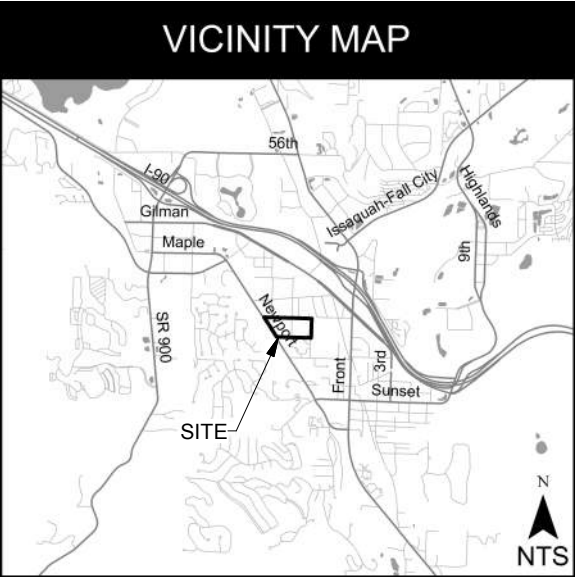 VICINITY MAP
56th
I-90
Issaquah-Fall City
Highlands
Gilman
Maple
9th
Newport
SR 900
Front
3rd
Sunset
SITE
N
NTS